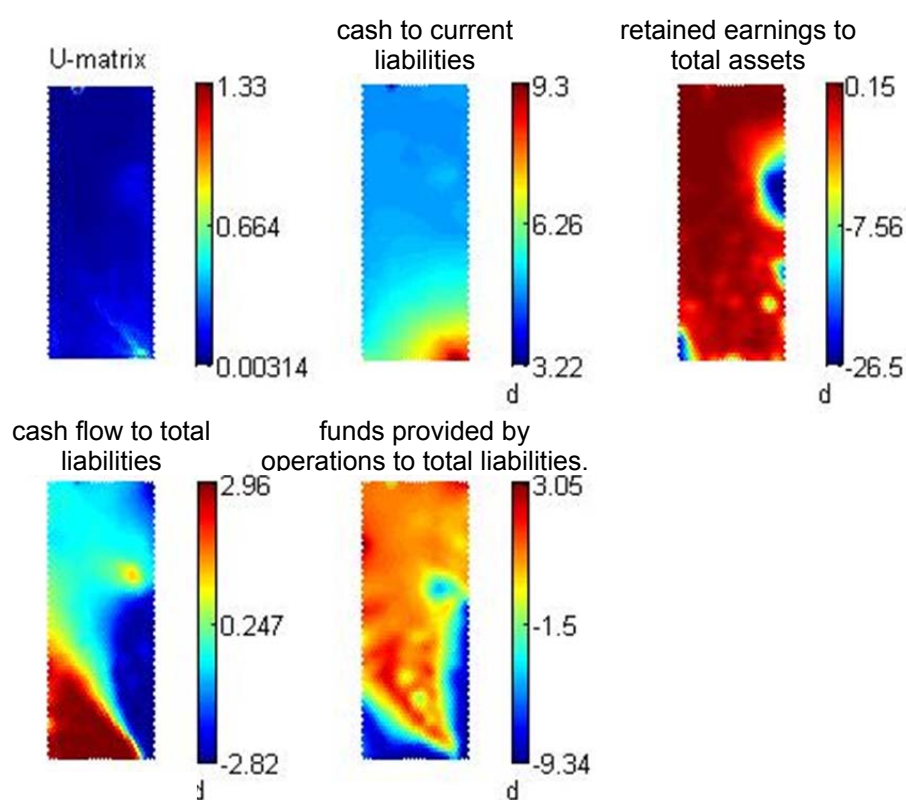 U-matrix
1.33
0.664
0.00314
cash to current
liabilities
9.3
6.26
3.22
d
retained earnings to
total assets
0.15
-7.56
-26.5
d
cash flow to total
liabilities
2.96
0.247
-2.82
d
funds provided by
operations to total liabilities.
3.05
-1.5
-9.34
d